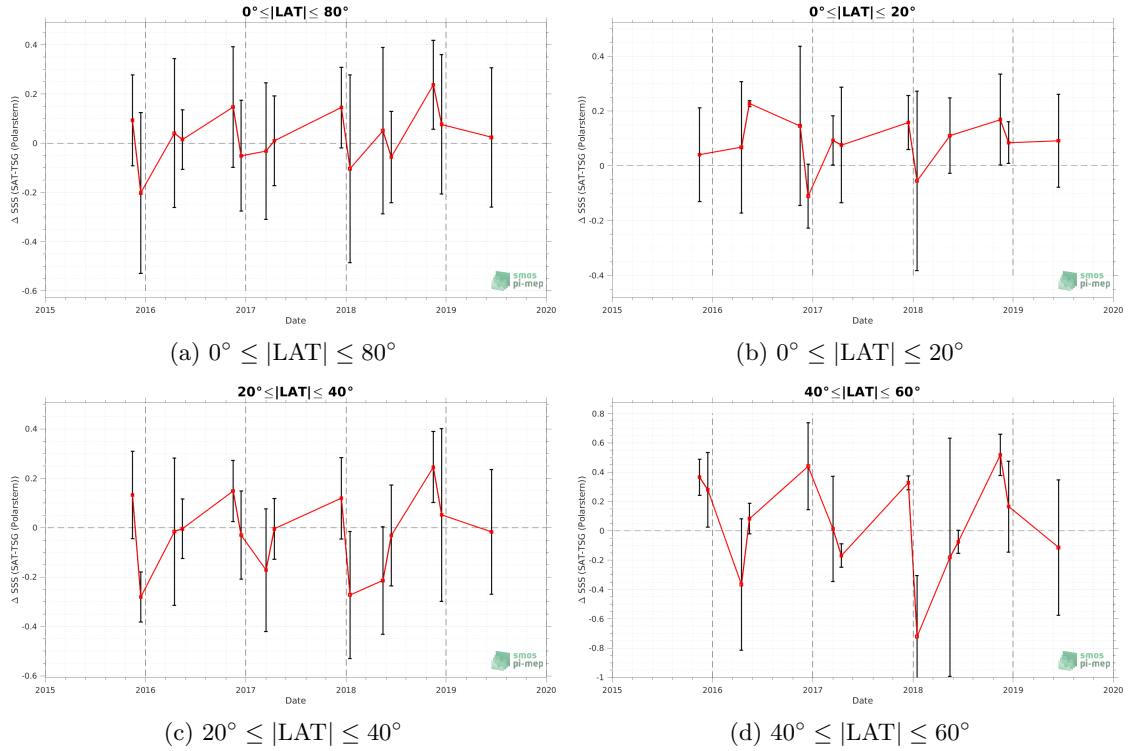 0°≤|LAT|≤ 80°
Δ SSS (SAT-TSG (Polarstern))
0.4
0.2
0
-0.2
-0.4
-0.6
2015 2016 2017 2018 2019 2020
Date
smos
pi-mep
(a) 0° ≤ |LAT| ≤ 80°
0°≤|LAT|≤ 20°
Δ SSS (SAT-TSG (Polarstern))
0.4
0.2
0
-0.2
-0.4
2015 2016 2017 2018 2019 2020
Date
smos
pi-mep
(b) 0° ≤ |LAT| ≤ 20°
20°≤|LAT|≤ 40°
Δ SSS (SAT-TSG (Polarstern))
0.4
0.2
0
-0.2
-0.4
-0.6
2015 2016 2017 2018 2019 2020
Date
smos
pi-mep
(c) 20° ≤ |LAT| ≤ 40°
40°≤|LAT|≤ 60°
Δ SSS (SAT-TSG (Polarstern))
0.8
0.6
0.4
0.2
0
-0.2
-0.4
-0.6
-0.8
-1
2015 2016 2017 2018 2019 2020
Date
smos
pi-mep
(d) 40° ≤ |LAT| ≤ 60°